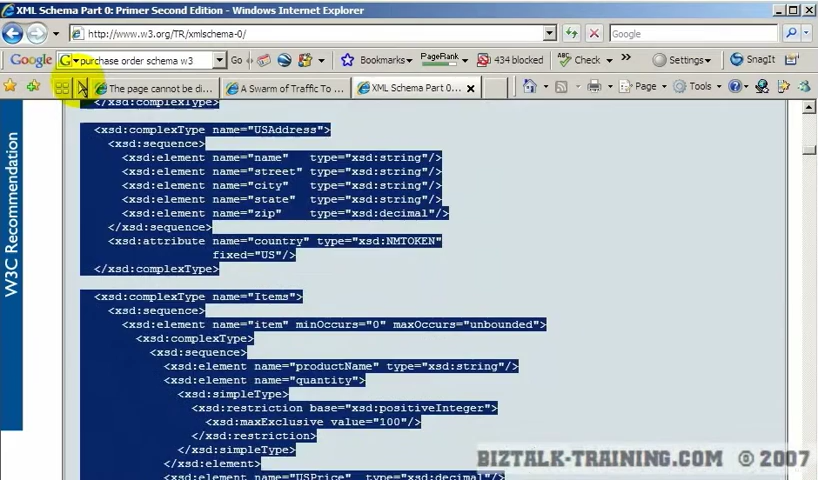 XML Schema Part 0: Primer Second Edition - Windows Internet Explorer
http://www.w3.org/TR/xmlschema-0/
Google
Google
purchase order schema w3
Go
Bookmarks
PageRank
434 blocked
Check
Settings
SnagIt
The page cannot be di...
A Swarm of Traffic To ...
XML Schema Part 0...
Page
Tools
W3C Recommendation
</xsd:complexType>
<xsd:complexType name="USAddress">
<xsd:sequence>
<xsd:element name="name" type="xsd:string"/>
<xsd:element name="street" type="xsd:string"/>
<xsd:element name="city" type="xsd:string"/>
<xsd:element name="state" type="xsd:string"/>
<xsd:element name="zip" type="xsd:decimal"/>
</xsd:sequence>
<xsd:attribute name="country" type="xsd:NMTOKEN"
fixed="US"/>
</xsd:complexType>
<xsd:complexType name="Items">
<xsd:sequence>
<xsd:element name="item" minOccurs="0" maxOccurs="unbounded">
<xsd:complexType>
<xsd:sequence>
<xsd:element name="productName" type="xsd:string"/>
<xsd:element name="quantity">
<xsd:simpleType>
<xsd:restriction base="xsd:positiveInteger">
<xsd:maxExclusive value="100"/>
</xsd:restriction>
</xsd:simpleType>
</xsd:element>
<xsd:element name="USPrice" type="xsd:decimal"/>
BIZTALK-TRAINING.COM © 2007